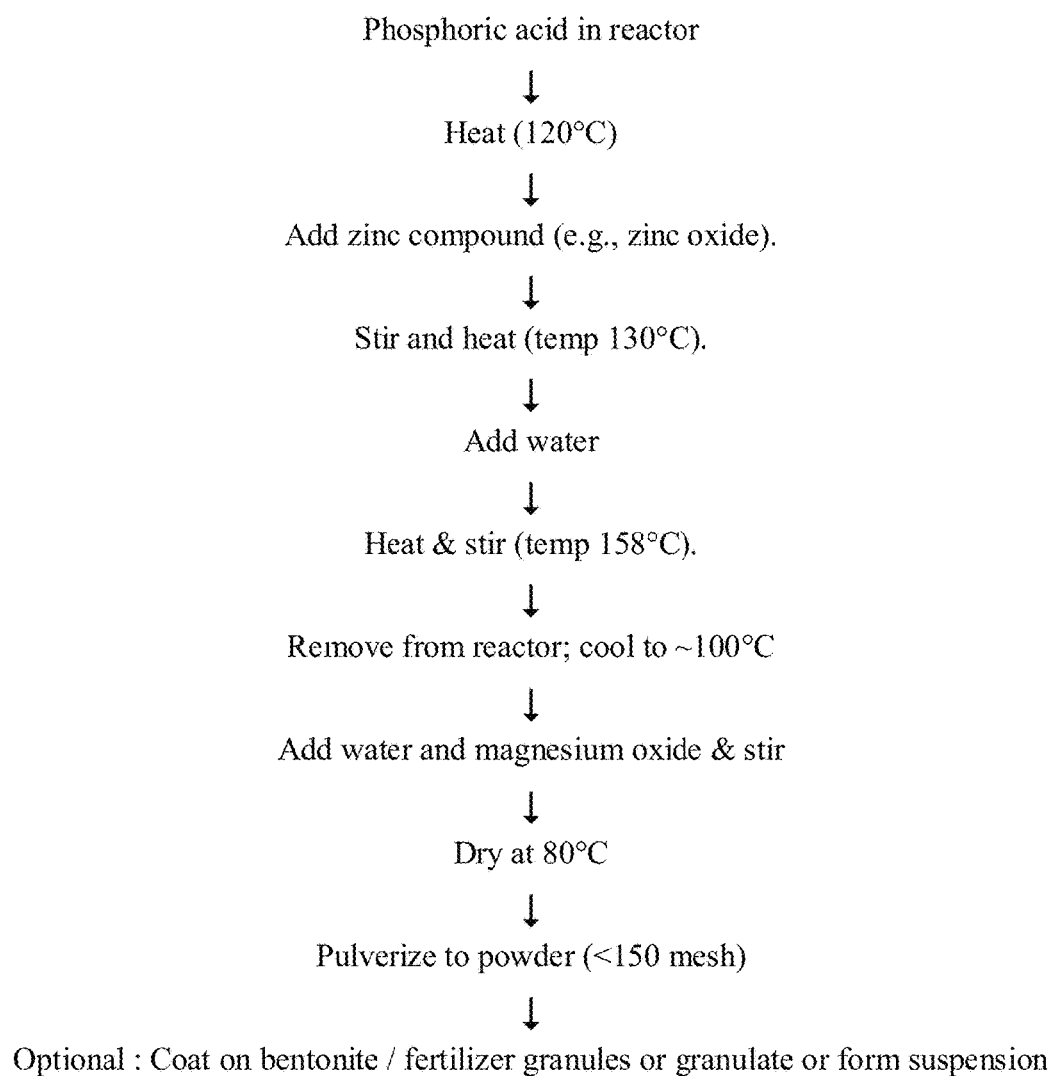 Phosphoric acid in reactor
↓
Heat (120°C)
↓
Add zinc compound (e.g., zinc oxide).
↓
Stir and heat (temp 130°C).
↓
Add water
↓
Heat & stir (temp 158°C).
↓
Remove from reactor; cool to ~100°C
↓
Add water and magnesium oxide & stir
↓
Dry at 80°C
↓
Pulverize to powder (<150 mesh)
↓
Optional : Coat on bentonite / fertilizer granules or granulate or form suspension